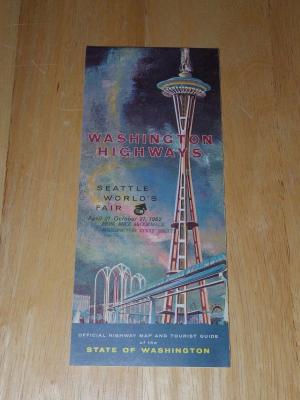 WASHINGTON
HIGHWAYS
SEATTLE
WORLD'S
FAIR
April 21-October 21, 1962
OFFICIAL HIGHWAY MAP AND TOURIST GUIDE
of the
STATE OF WASHINGTON